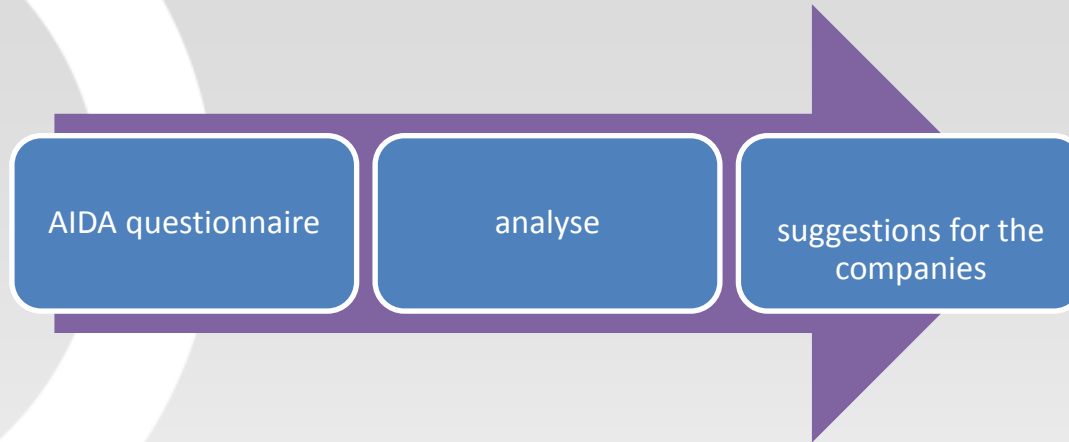 AIDA questionnaire
analyse
suggestions for the
companies